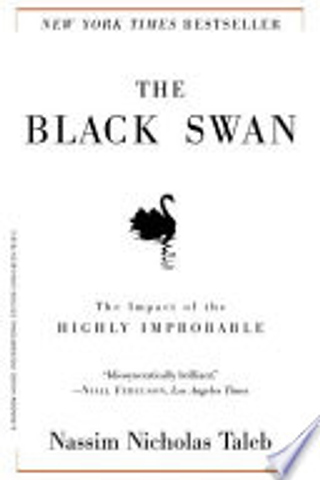 NEW YORK TIMES BESTSELLER
THE
BLACK SWAN
The Impact of the
HIGHLY IMPROBABLE
"Idiosyncratically brilliant."
—NIALL FERGUSON, Los Angeles Times
Nassim Nicholas Taleb